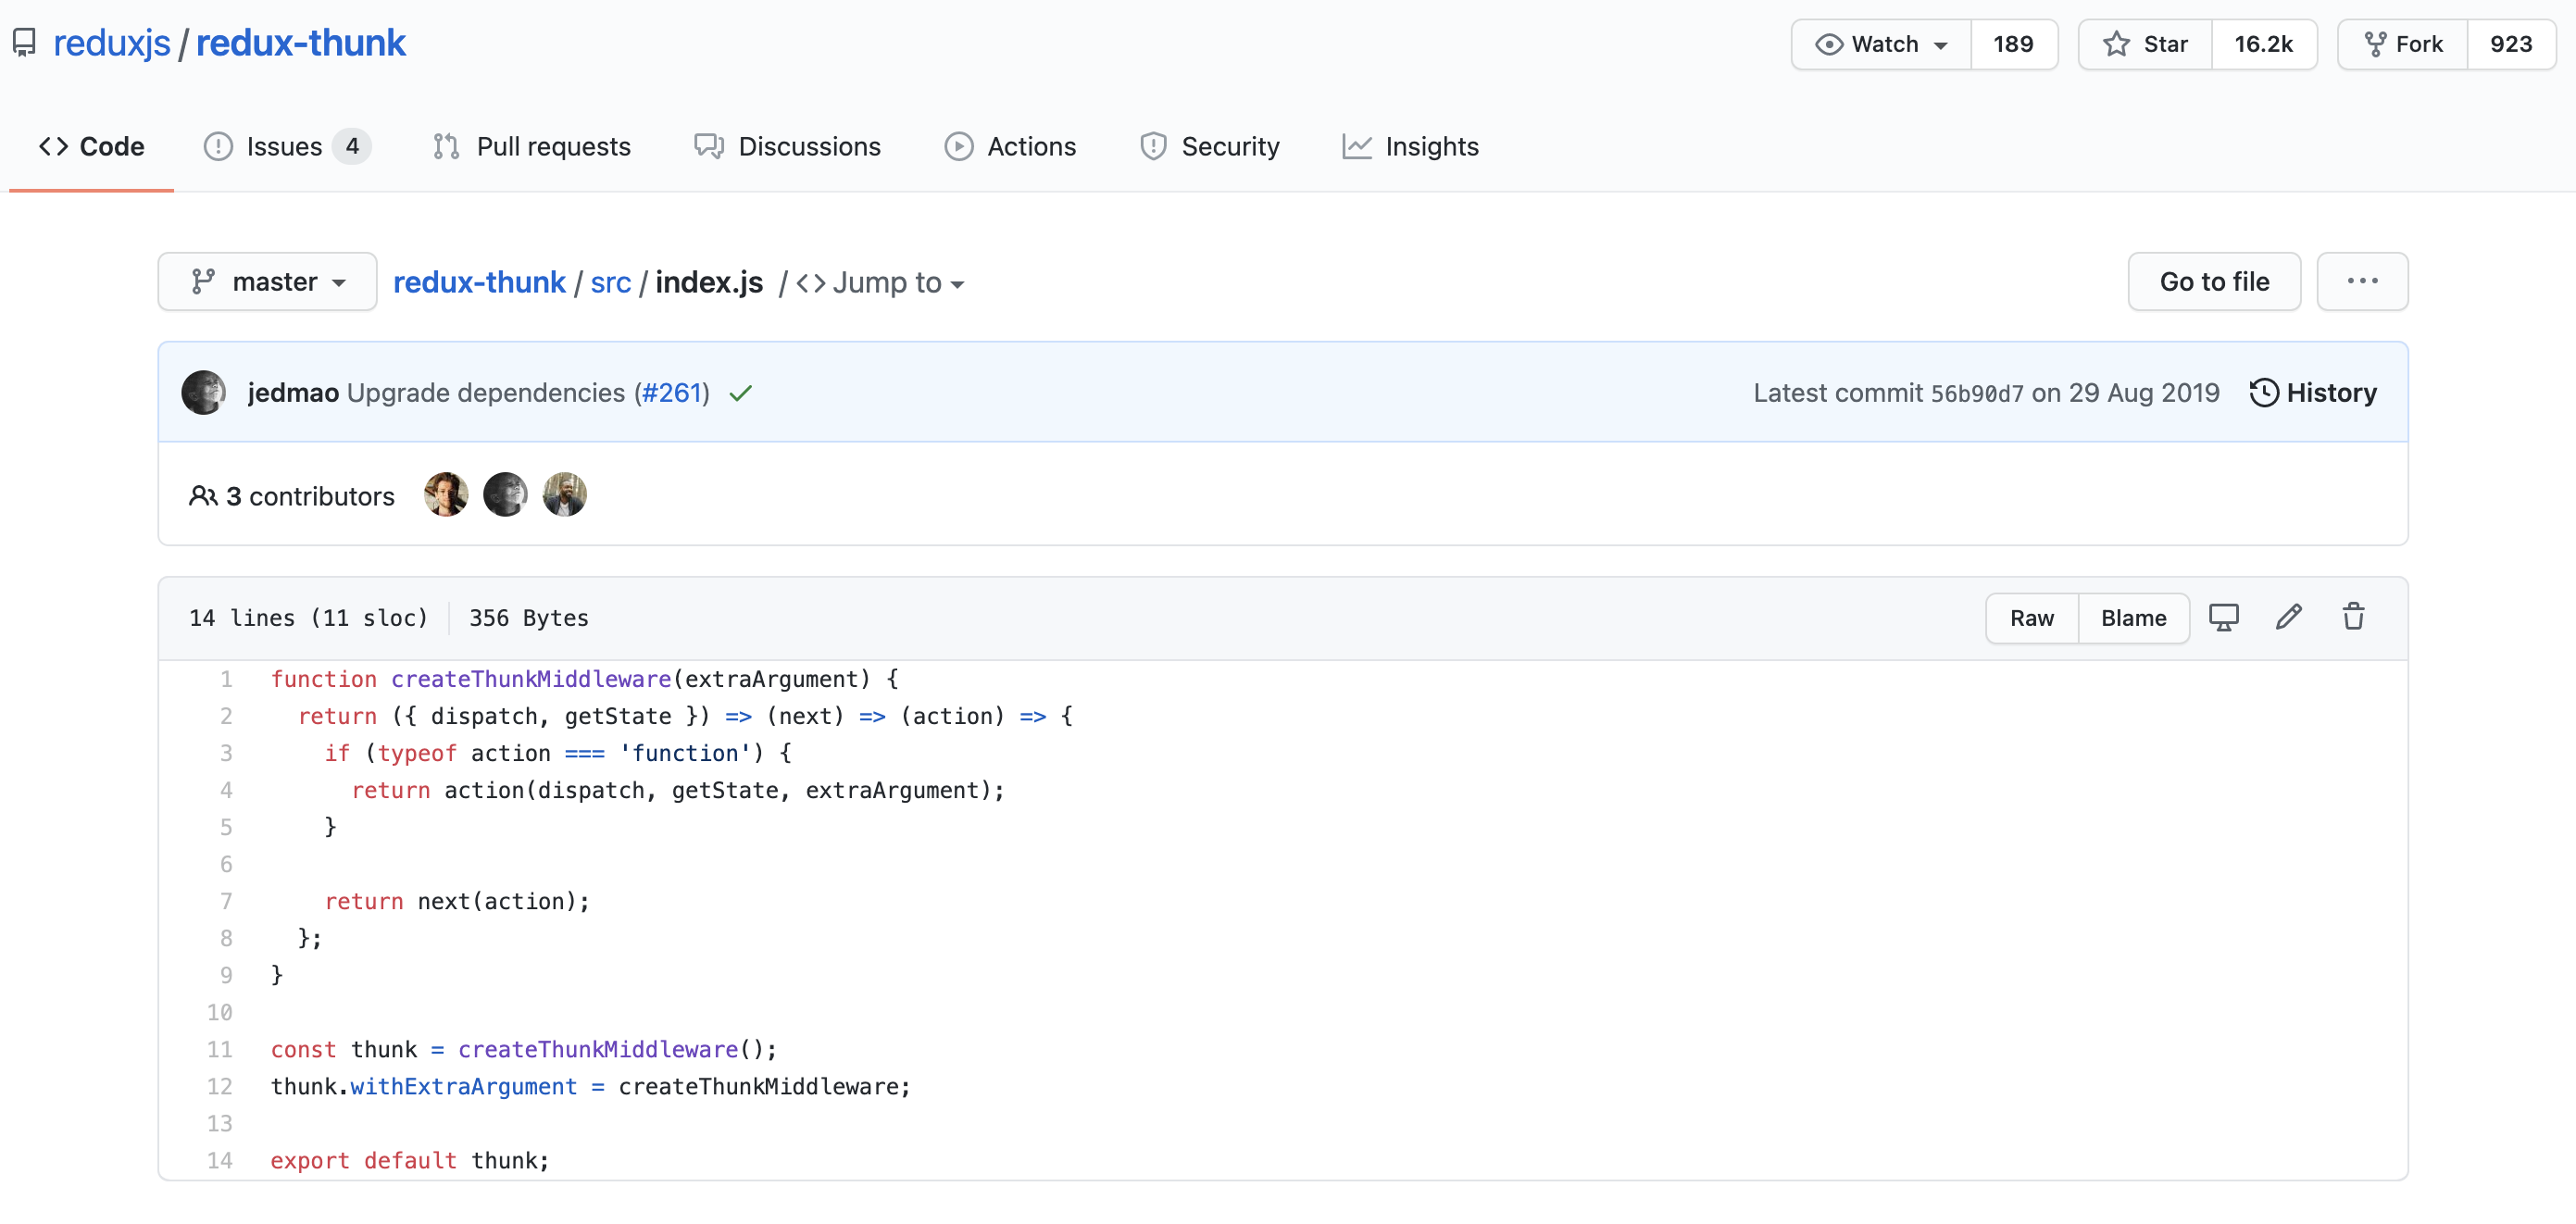 reduxjs / redux-thunk
Watch 189 Star 16.2k Fork 923
Code Issues 4 Pull requests Discussions Actions Security Insights
master redux-thunk / src / index.js / <> Jump to Go to file ...
jedmao Upgrade dependencies (#261) Latest commit 56b90d7 on 29 Aug 2019 History
3 contributors
14 lines (11 sloc) 356 Bytes Raw Blame
1 function createThunkMiddleware(extraArgument) {
2   return ({ dispatch, getState }) => (next) => (action) => {
3     if (typeof action === 'function') {
4       return action(dispatch, getState, extraArgument);
5     }
6
7     return next(action);
8   };
9 }
10
11 const thunk = createThunkMiddleware();
12 thunk.withExtraArgument = createThunkMiddleware;
13
14 export default thunk;